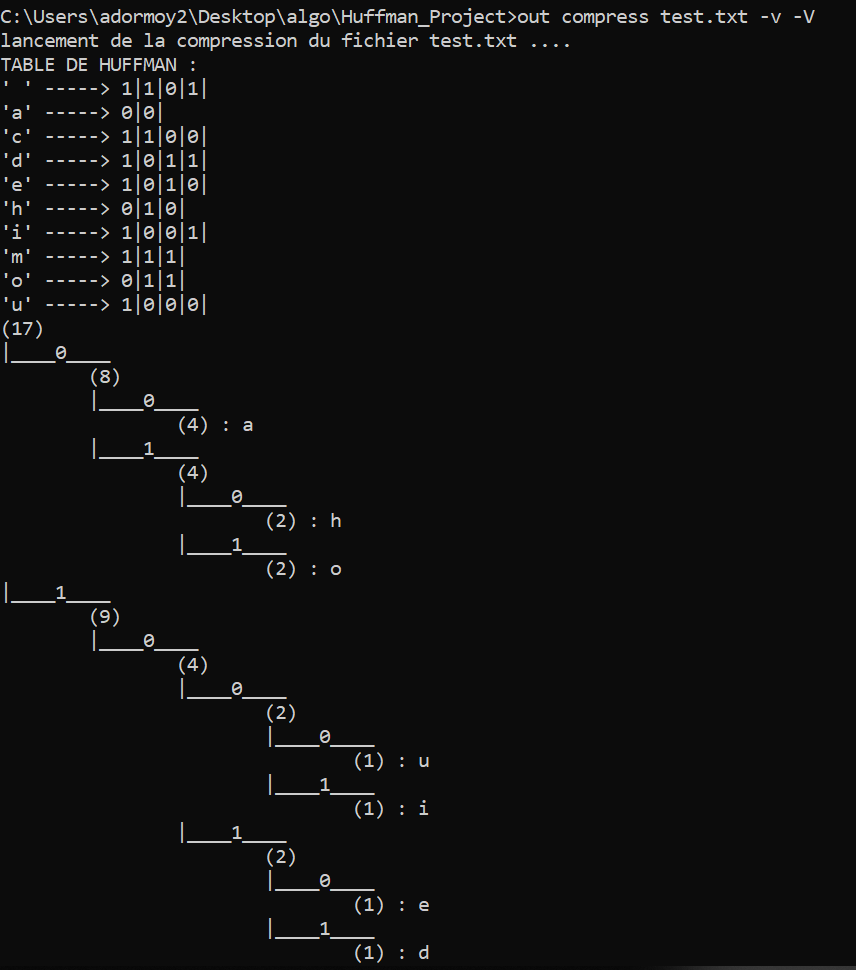 C:\Users\adormoy2\Desktop\algo\Huffman_Project>out compress test.txt -v -V
lancement de la compression du fichier test.txt ....
TABLE DE HUFFMAN :
' ' -----> 1|1|0|1|
'a' -----> 0|0|
'c' -----> 1|1|0|0|
'd' -----> 1|0|1|1|
'e' -----> 1|0|1|0|
'h' -----> 0|1|0|
'i' -----> 1|0|0|1|
'm' -----> 1|1|1|
'o' -----> 0|1|1|
'u' -----> 1|0|0|0|
(17)
|____0____
        (8)
        |____0____
                (4) : a
        |____1____
                (4)
                |____0____
                        (2) : h
                |____1____
                        (2) : o
|____1____
        (9)
        |____0____
                (4)
                |____0____
                        (2)
                        |____0____
                                (1) : u
                        |____1____
                                (1) : i
                |____1____
                        (2)
                        |____0____
                                (1) : e
                        |____1____
                                (1) : d